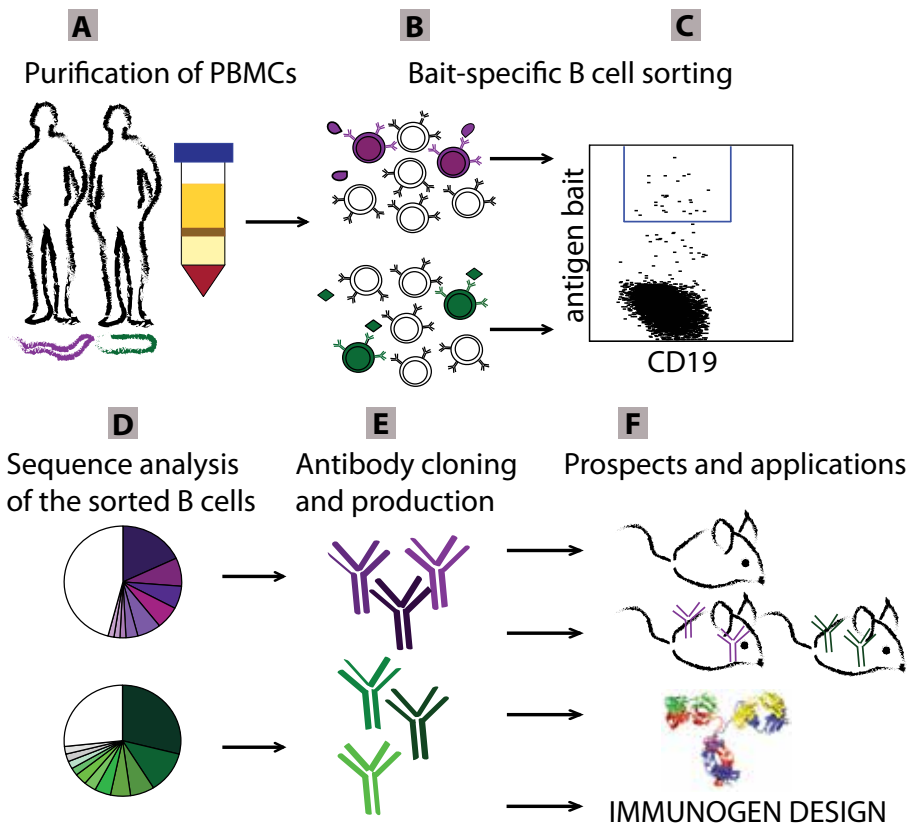 A
B
C
Purification of PBMCs
Bait-specific B cell sorting
antigen bait
CD19
D
E
F
Sequence analysis
of the sorted B cells
Antibody cloning
and production
Prospects and applications
IMMUNOGEN DESIGN